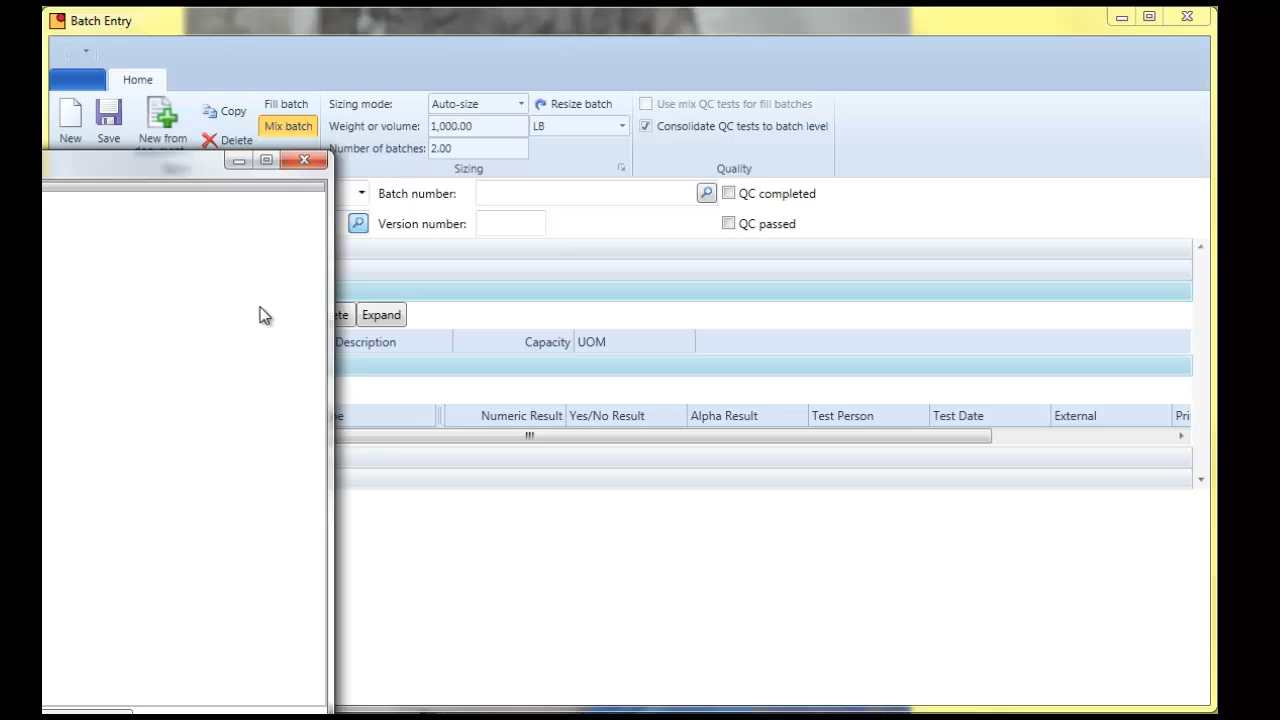 Batch Entry
Home
New
Save
New from
Copy
Delete
Fill batch
Mix batch
Sizing mode:
Auto-size
Resize batch
Weight or volume:
1,000.00
LB
Number of batches:
2.00
Sizing
Use mix QC tests for fill batches
Consolidate QC tests to batch level
Quality
Batch number:
QC completed
Version number:
QC passed
Expand
Description
Capacity
UOM
Numeric Result
Yes/No Result
Alpha Result
Test Person
Test Date
External
Pri